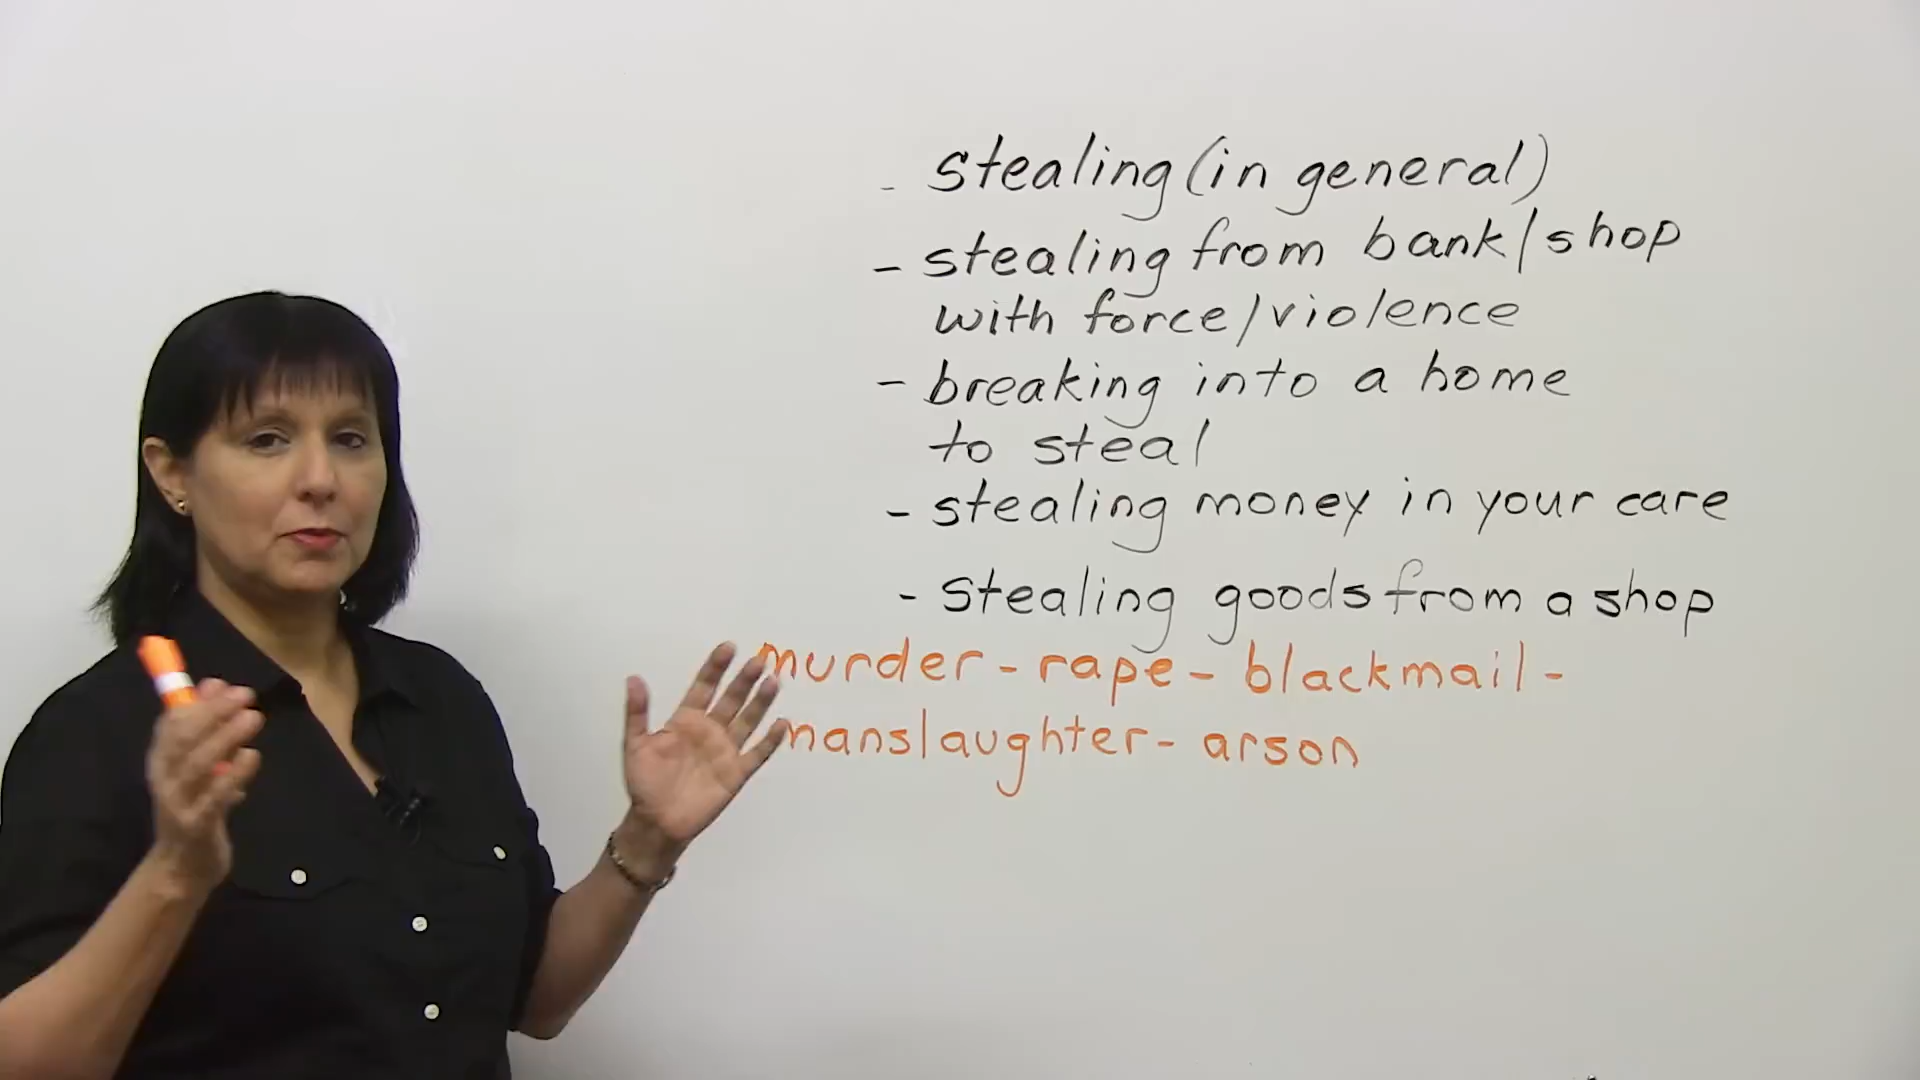 - stealing (in general)
- stealing from bank/shop
with force/violence
- breaking into a home
to steal
- stealing money in your care
- stealing goods from a shop
murder - rape - blackmail -
manslaughter - arson